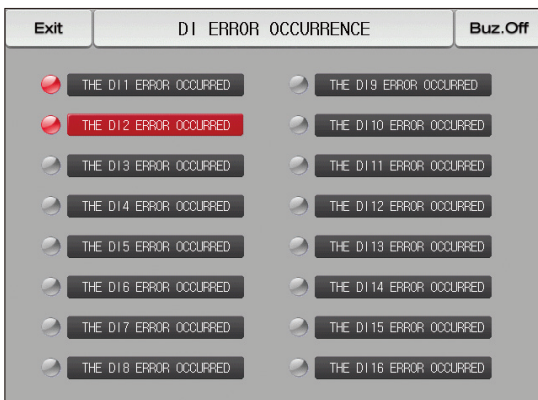 Exit
DI ERROR OCCURRENCE
Buz.Off
THE DI1 ERROR OCCURRED
THE DI2 ERROR OCCURRED
THE DI3 ERROR OCCURRED
THE DI4 ERROR OCCURRED
THE DI5 ERROR OCCURRED
THE DI6 ERROR OCCURRED
THE DI7 ERROR OCCURRED
THE DI8 ERROR OCCURRED
THE DI9 ERROR OCCURRED
THE DI10 ERROR OCCURRED
THE DI11 ERROR OCCURRED
THE DI12 ERROR OCCURRED
THE DI13 ERROR OCCURRED
THE DI14 ERROR OCCURRED
THE DI15 ERROR OCCURRED
THE DI16 ERROR OCCURRED